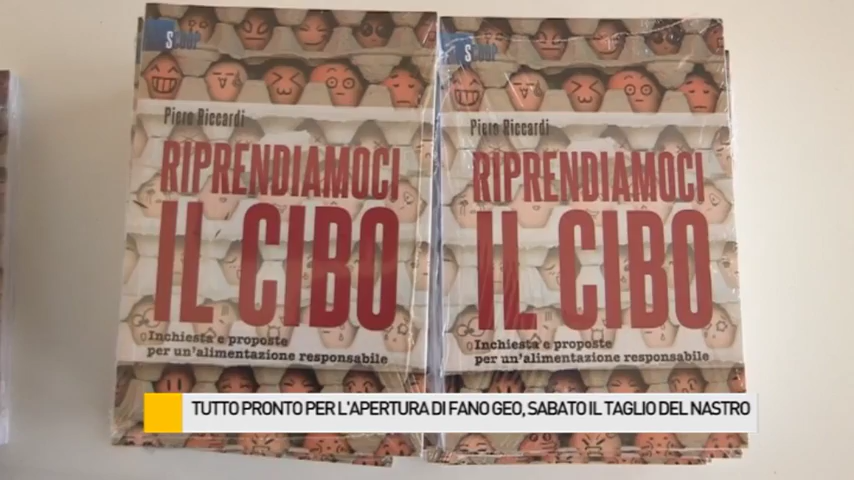 Piero Riccardi
RIPRENDIAMOCI
IL CIBO
Inchiesta e proposte
per un'alimentazione responsabile
Piero Riccardi
RIPRENDIAMOCI
IL CIBO
Inchiesta e proposte
per un'alimentazione responsabile
TUTTO PRONTO PER L'APERTURA DI FANO GEO, SABATO IL TAGLIO DEL NASTRO